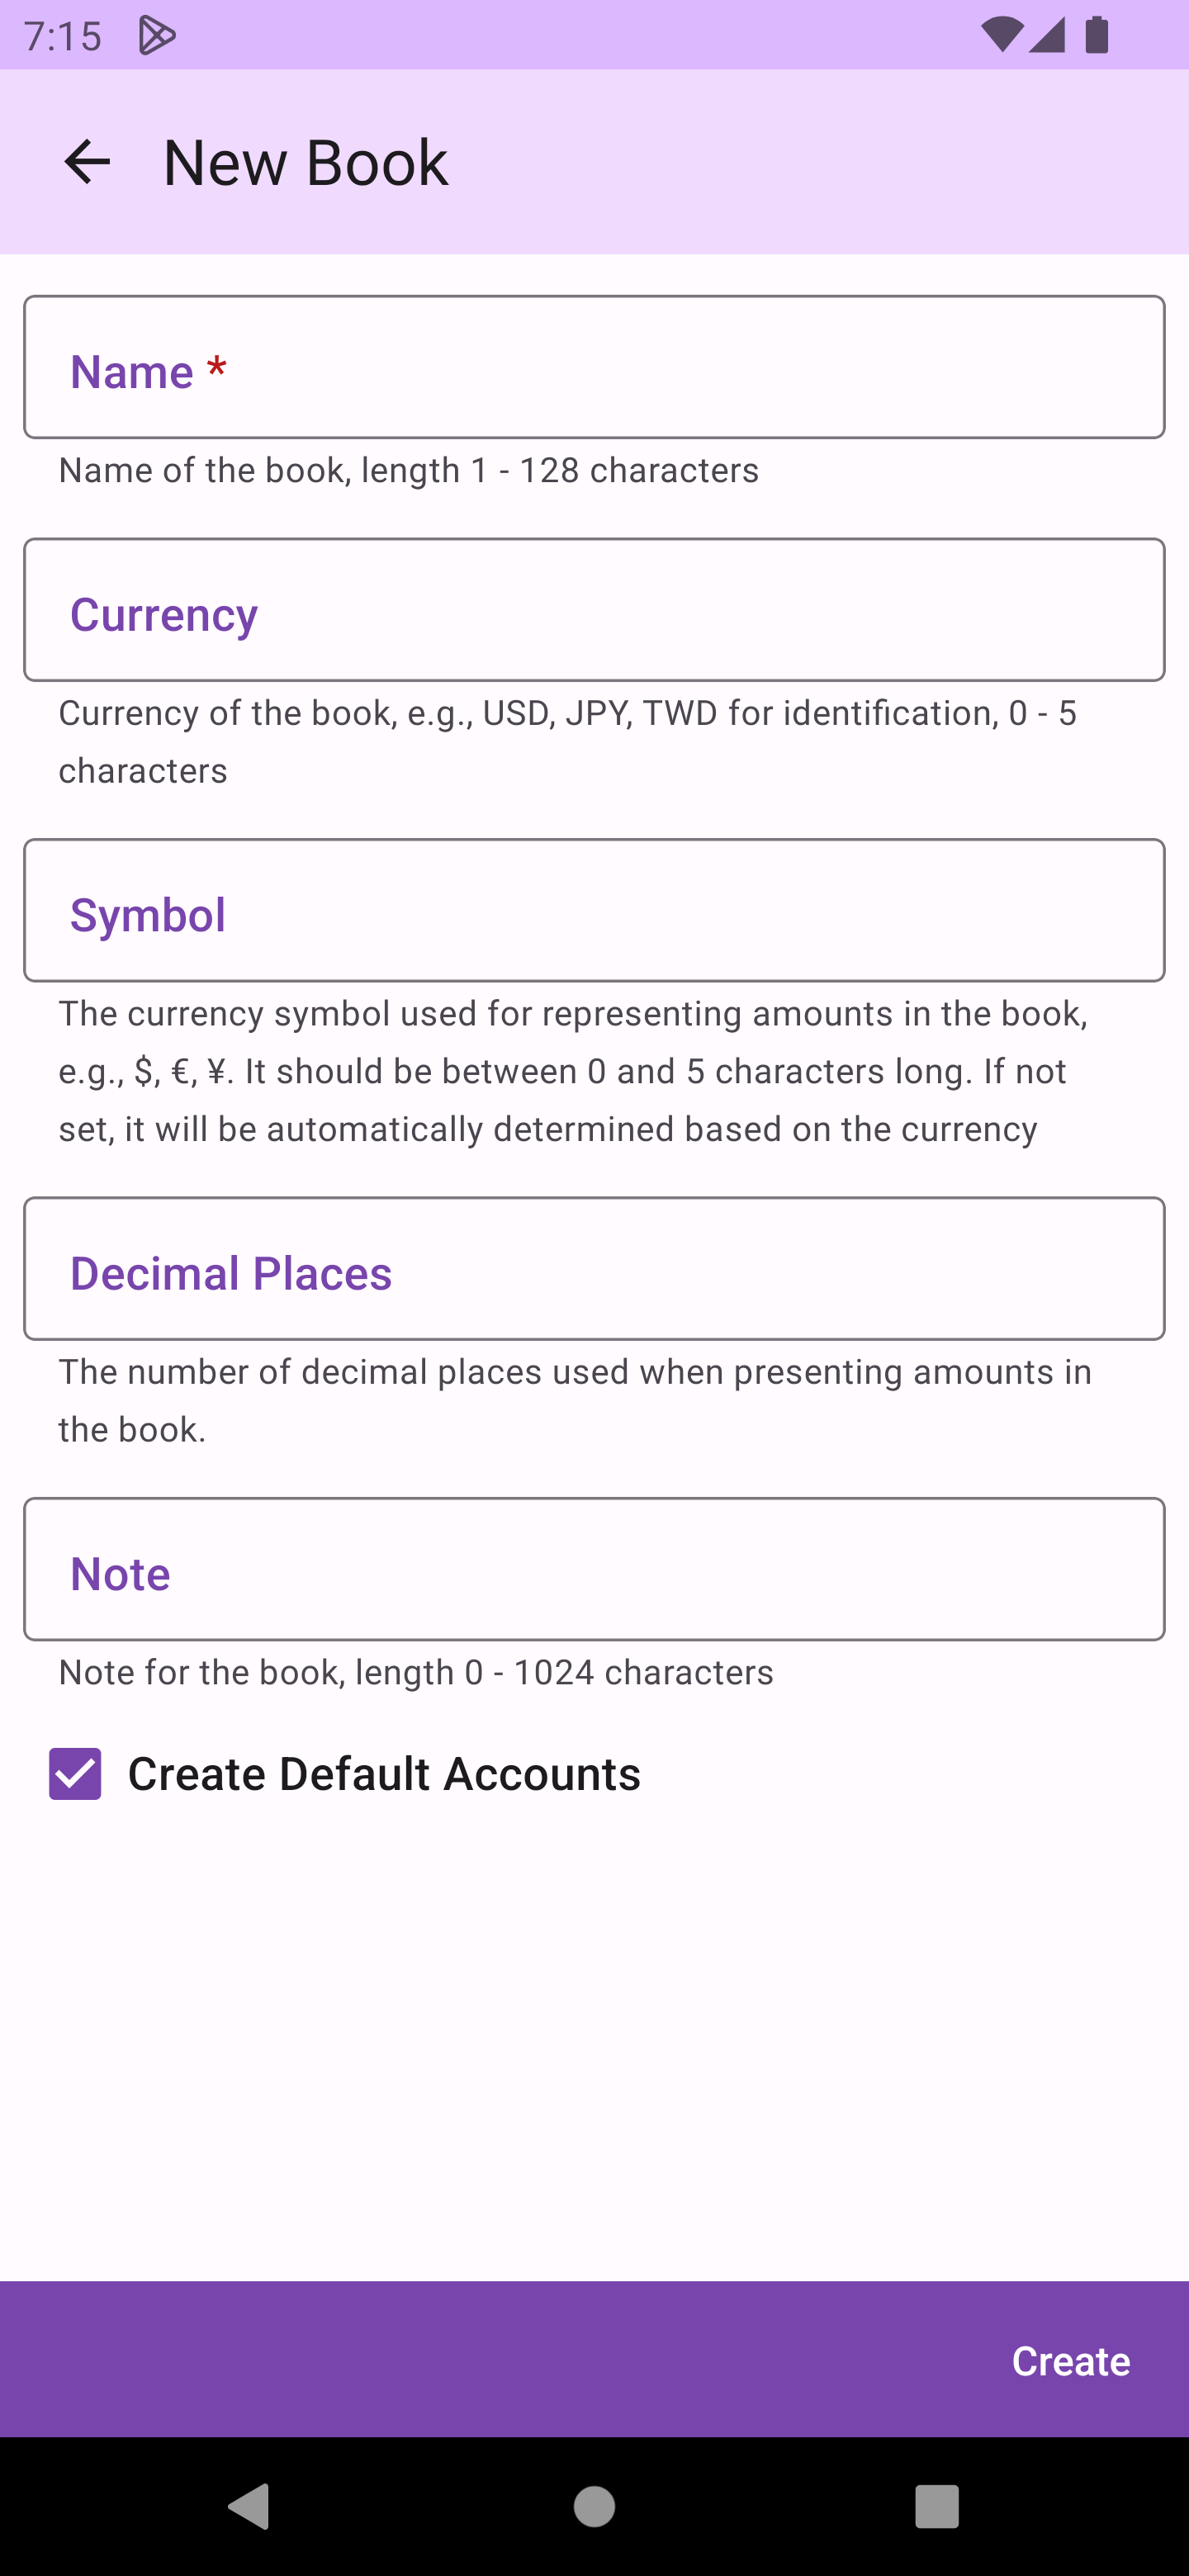 7:15
New Book
Name *
Name of the book, length 1 - 128 characters
Currency
Currency of the book, e.g., USD, JPY, TWD for identification, 0 - 5
characters
Symbol
The currency symbol used for representing amounts in the book,
e.g., $, €, ¥. It should be between 0 and 5 characters long. If not
set, it will be automatically determined based on the currency
Decimal Places
The number of decimal places used when presenting amounts in
the book.
Note
Note for the book, length 0 - 1024 characters
Create Default Accounts
Create